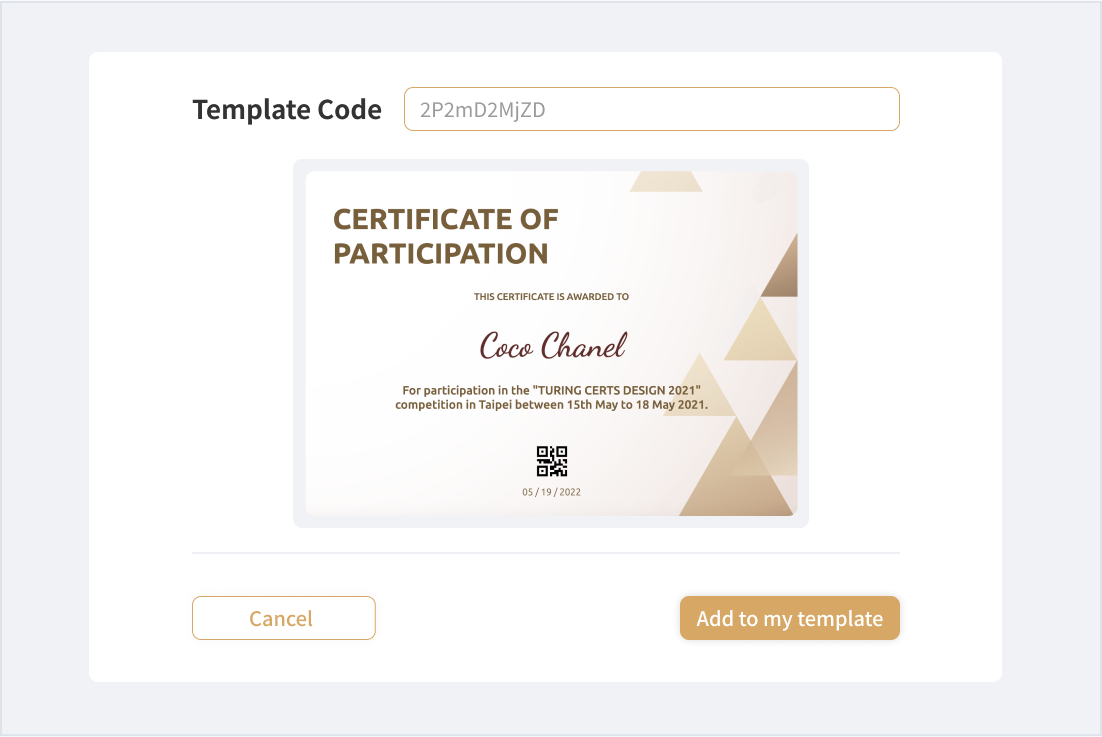 Template Code
2P2mD2MjZD
CERTIFICATE OF
PARTICIPATION
THIS CERTIFICATE IS AWARDED TO
Coco Chanel
For participation in the "TURING CERTS DESIGN 2021"
competition in Taipei between 15th May to 18 May 2021.
05 / 19 / 2022
Cancel
Add to my template